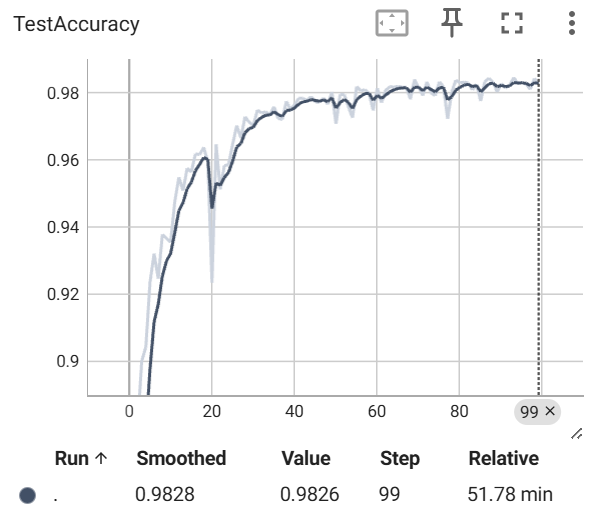 TestAccuracy
0.98
0.96
0.94
0.92
0.9
0 20 40 60 80 99 ×
Run ↑ Smoothed Value Step Relative
. 0.9828 0.9826 99 51.78 min